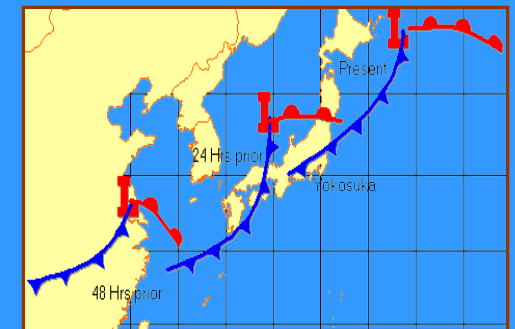 L
Present
L
24 Hrs prior
Yokosuka
L
48 Hrs prior